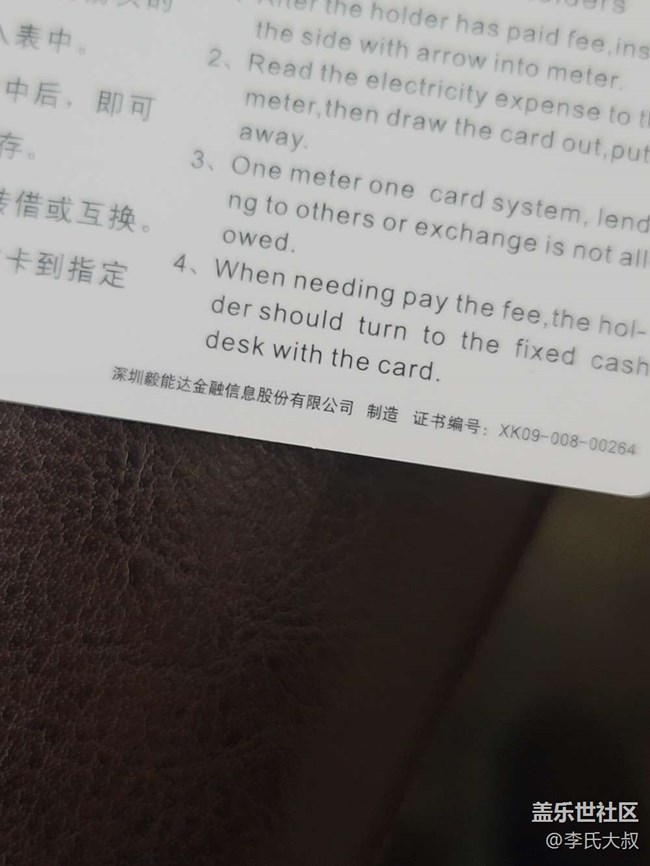 入表中。
中后，即可
存。
转借或互换。
卡到指定
After the holder has paid fee,ins
the side with arrow into meter.
2、Read the electricity expense to t
meter,then draw the card out,put
away.
3、One meter one card system, lend
ng to others or exchange is not all
owed.
4、When needing pay the fee,the hol-
der should turn to the fixed cash
desk with the card.
深圳毅能达金融信息股份有限公司 制造 证书编号：XK09-008-00264
盖乐世社区
@李氏大叔